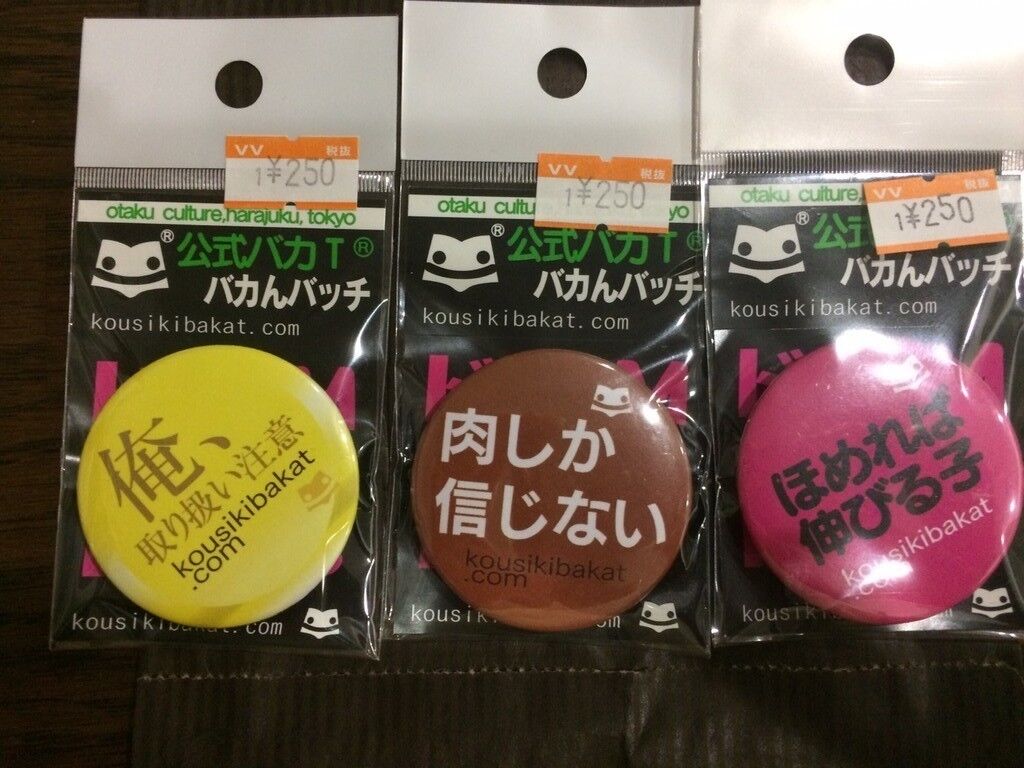 VV 税抜
1¥250
otaku culture,harajuku,tokyo
® 公式バカT®
バカんバッチ
kousikibakat.com
俺、
取り扱い注意
kousikibakat
.com
kousikibakat.com
VV 税抜
1¥250
otaku cultu yo
® 公式バカT®
バカんバッチ
kousikibakat.com
肉しか
信じない
kousikibakat
.com
kousi
VV 税抜
1¥250
otaku culture,
® 公式
バカんバッチ
kousikibakat.com
ほめれば
伸びる子
kousikibakat
.com
kousikibakat.com